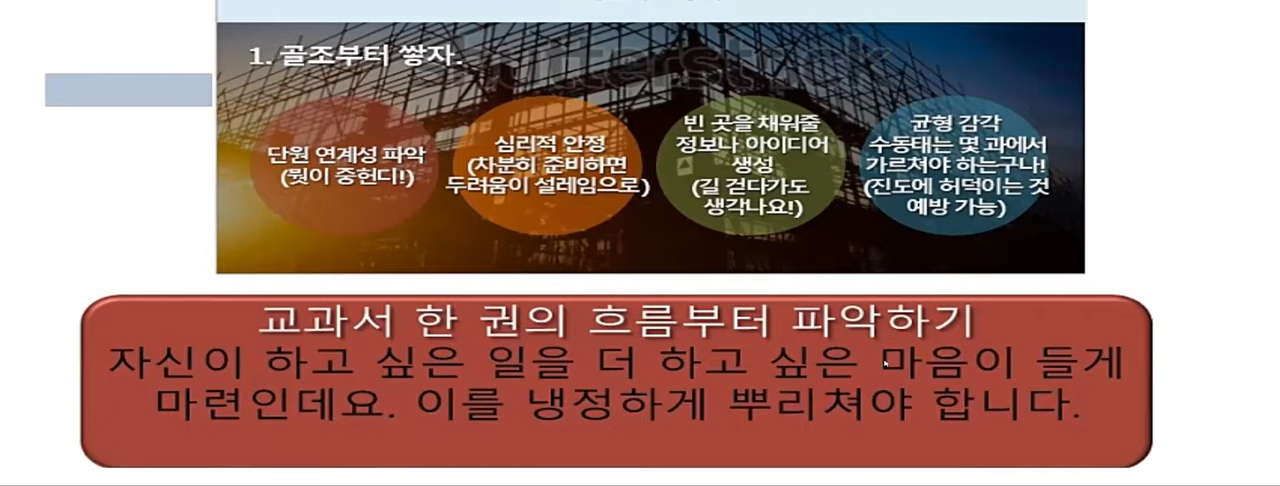 1. 골조부터 쌓자.
단원 연계성 파악
(뭣이 중헌디!)
심리적 안정
(차분히 준비하면
두려움이 설레임으로)
빈 곳을 채워줄
정보나 아이디어
생성
(길 걷다가도
생각나요!)
균형 감각
수동태는 몇 과에서
가르쳐야 하는구나!
(진도에 허덕이는 것
예방 가능)
교과서 한 권의 흐름부터 파악하기
자신이 하고 싶은 일을 더 하고 싶은 마음이 들게
마련인데요. 이를 냉정하게 뿌리쳐야 합니다.